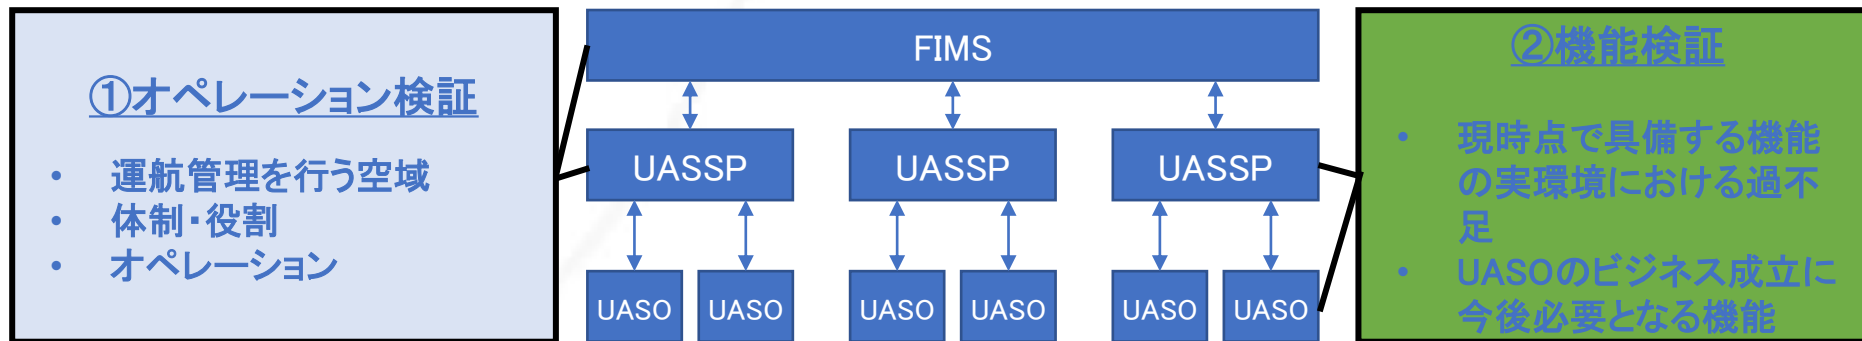 ①オペレーション検証
• 運航管理を行う空域
• 体制・役割
• オペレーション
FIMS
UASSP
UASSP
UASSP
UASO
UASO
UASO
UASO
UASO
UASO
②機能検証
• 現時点で具備する機能
の実環境における過不
足
• UASOのビジネス成立に
今後必要となる機能